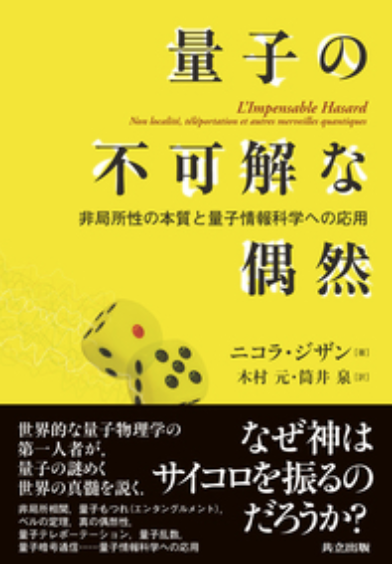 量子の
L'Impensable Hasard
Non localité, téléportation et autres merveilles quantiques
不可解な
非局所性の本質と量子情報科学への応用
偶然
ニコラ・ジザン[著]
木村 元・筒井 泉[訳]
世界的な量子物理学の
第一人者が、
量子の謎めく
世界の真髄を説く。
なぜ神は
サイコロを振るの
だろうか?
非局所相関，量子もつれ(エンタングルメント)，
ベルの定理，真の偶然性，
量子テレポーテーション，量子乱数，
量子暗号通信……量子情報科学への応用
共立出版